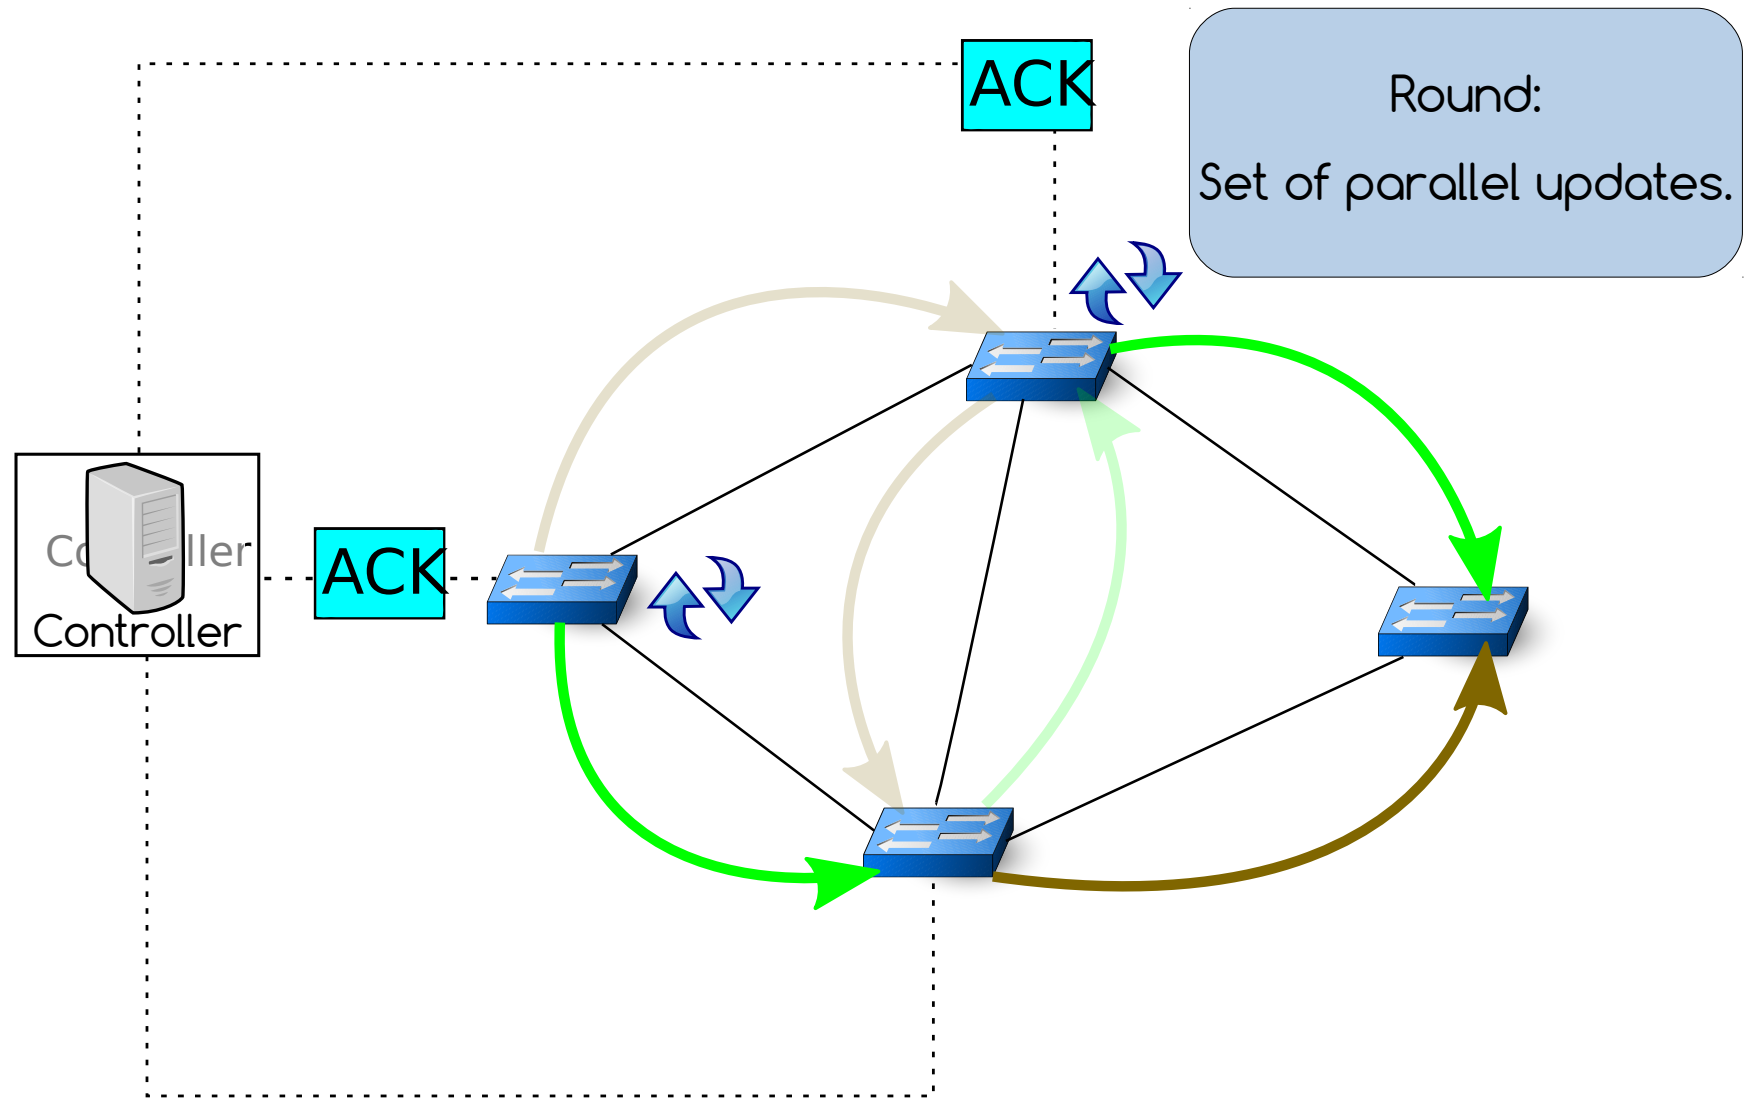 ACK
Round:
Set of parallel updates.
ACK
Controller